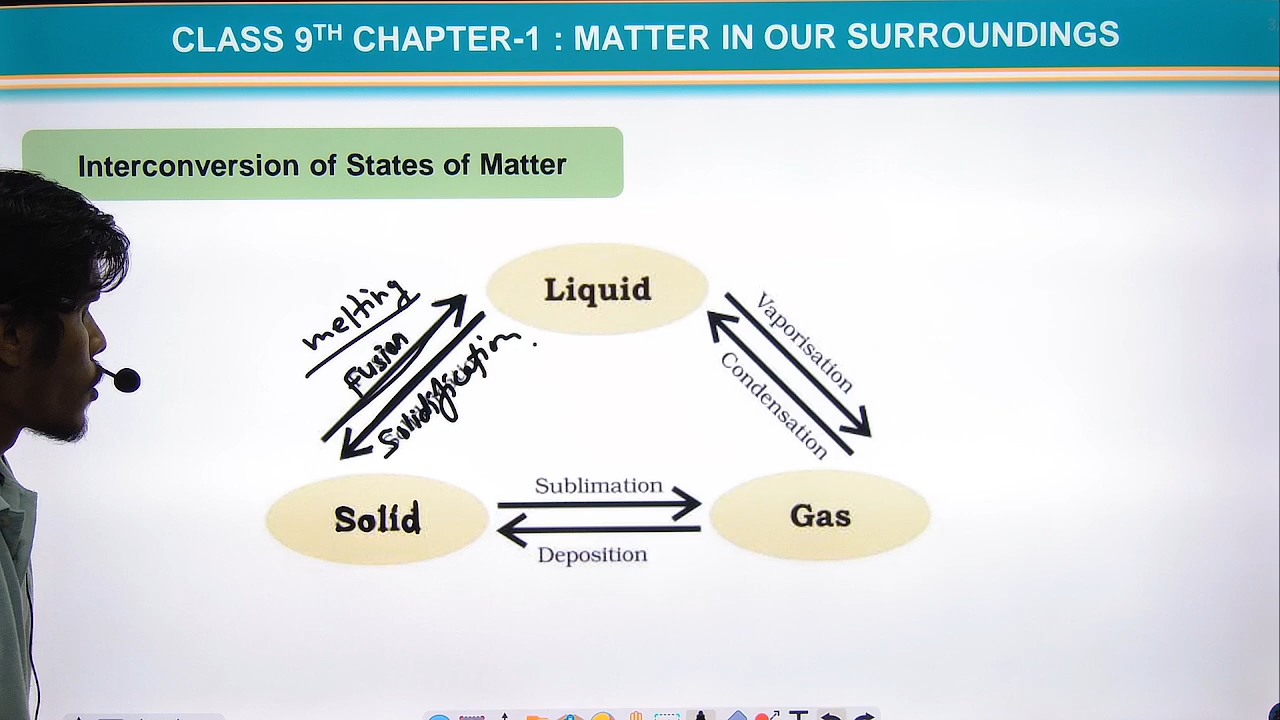 CLASS 9TH CHAPTER-1 : MATTER IN OUR SURROUNDINGS
Interconversion of States of Matter
Liquid
melting
Fusion
Solidification
Vaporisation
Condensation
Solid
Sublimation
Deposition
Gas